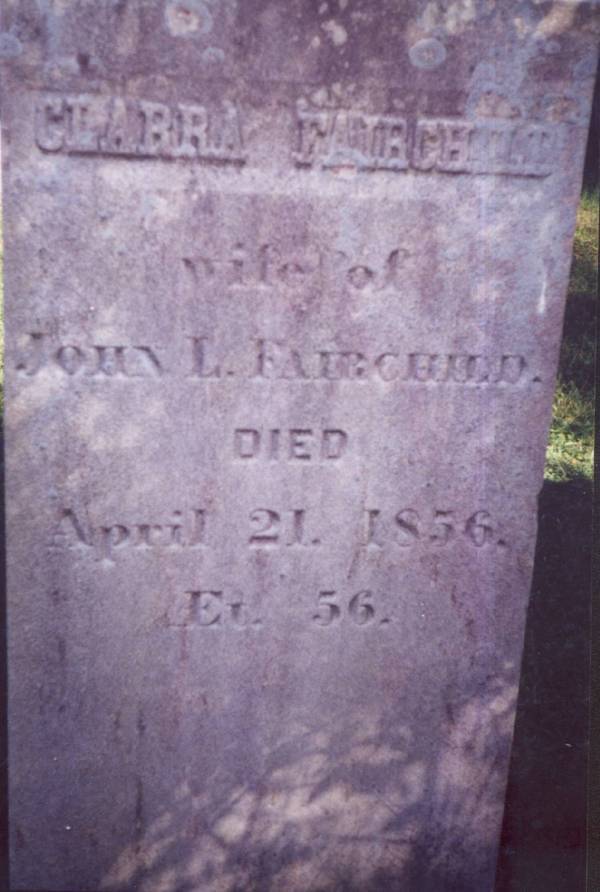 CLARRA FAIRCHILD
wife of
JOHN L. FAIRCHILD.
DIED
April 21. 1856.
Æt. 56.